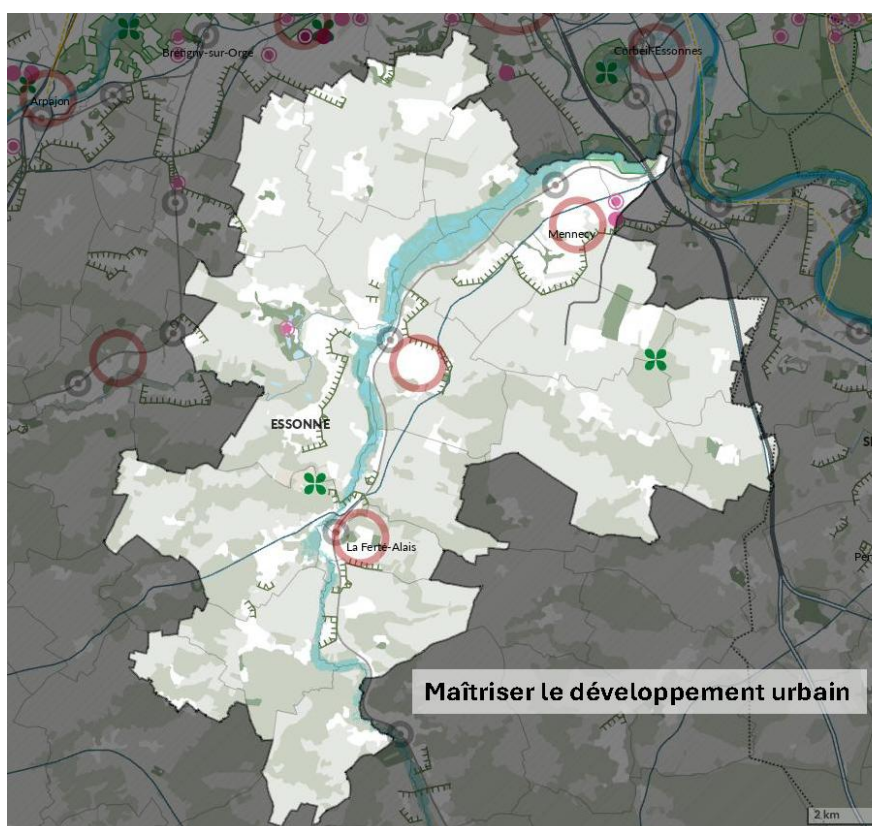 Brétigny-sur-Orge
Corbeil-Essonnes
Arpajon
Mennecy
ESSONNE
La Ferté-Alais
Maîtriser le développement urbain
2 km